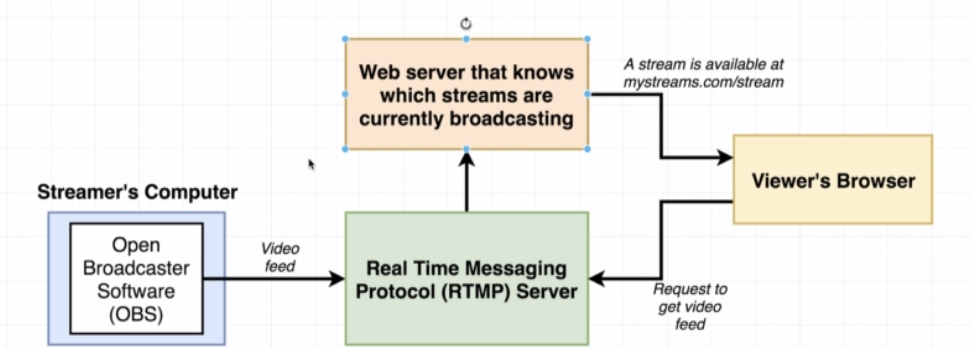 Web server that knows
which streams are
currently broadcasting
A stream is available at
mystreams.com/stream
Viewer's Browser
Streamer's Computer
Open
Broadcaster
Software
(OBS)
Video
feed
Real Time Messaging
Protocol (RTMP) Server
Request to
get video
feed